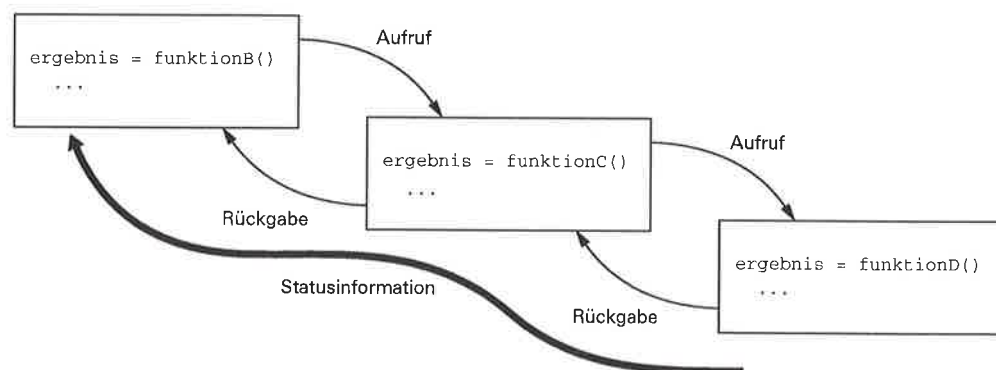 Aufruf
ergebnis = funktionB()
...
Aufruf
ergebnis = funktionC()
...
Rückgabe
ergebnis = funktionD()
Statusinformation
...
Rückgabe